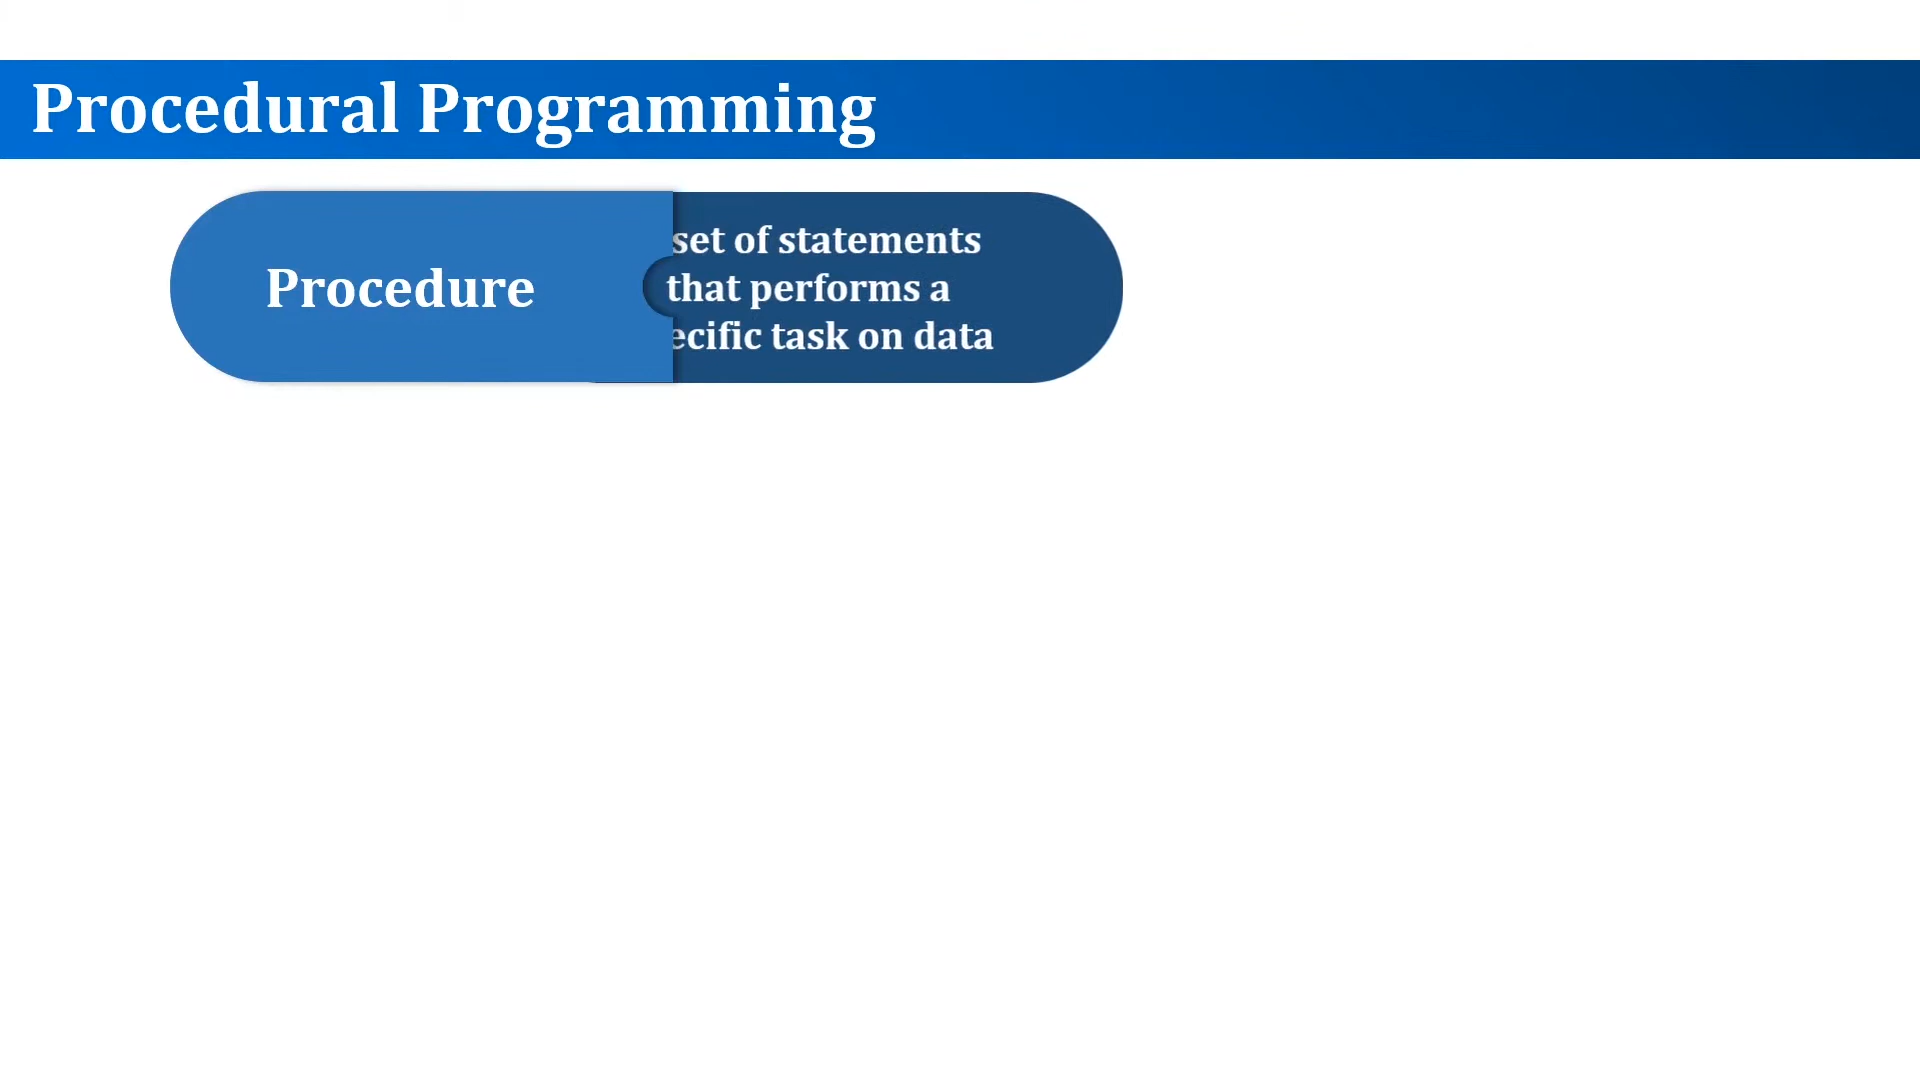 Procedural Programming
Procedure
set of statements
that performs a
ecific task on data